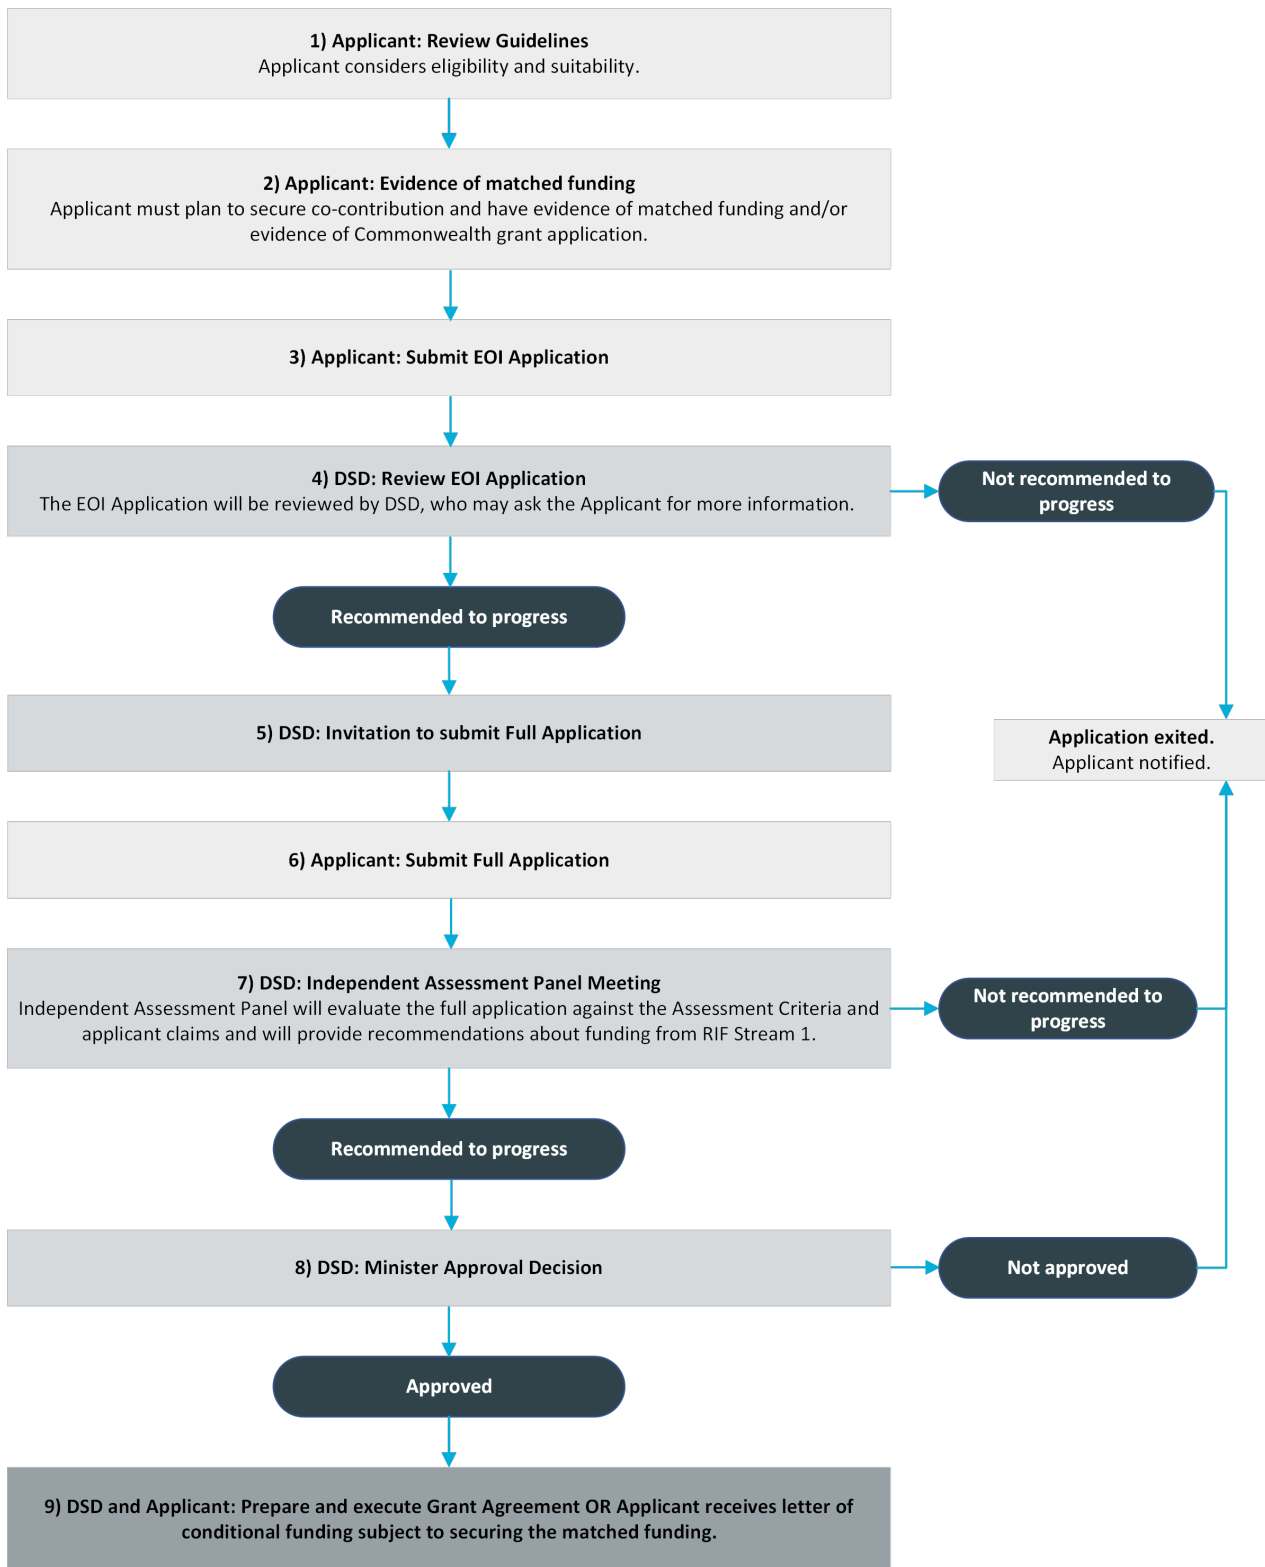 1) Applicant: Review Guidelines
Applicant considers eligibility and suitability.
2) Applicant: Evidence of matched funding
Applicant must plan to secure co-contribution and have evidence of matched funding and/or
evidence of Commonwealth grant application.
3) Applicant: Submit EOI Application
4) DSD: Review EOI Application
The EOI Application will be reviewed by DSD, who may ask the Applicant for more information.
Not recommended to
progress
Recommended to progress
5) DSD: Invitation to submit Full Application
Application exited.
Applicant notified.
6) Applicant: Submit Full Application
7) DSD: Independent Assessment Panel Meeting
Independent Assessment Panel will evaluate the full application against the Assessment Criteria and
applicant claims and will provide recommendations about funding from RIF Stream 1.
Not recommended to
progress
Recommended to progress
8) DSD: Minister Approval Decision
Not approved
Approved
9) DSD and Applicant: Prepare and execute Grant Agreement OR Applicant receives letter of
conditional funding subject to securing the matched funding.